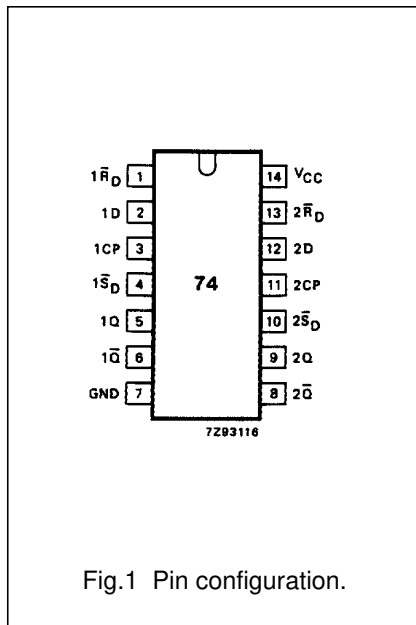 1R̅D 1 14 VCC
1D 2 13 2R̅D
1CP 3 12 2D
74
1S̅D 4 11 2CP
1Q 5 10 2S̅D
1Q̅ 6 9 2Q
GND 7 8 2Q̅
7Z93116
Fig.1 Pin configuration.